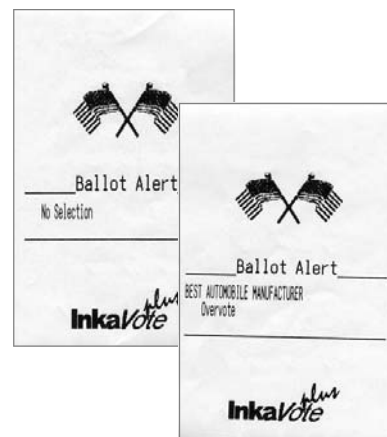 Ballot Alert
No Selection
InkaVote plus
Ballot Alert
BEST AUTOMOBILE MANUFACTURER
Overvote
InkaVote plus